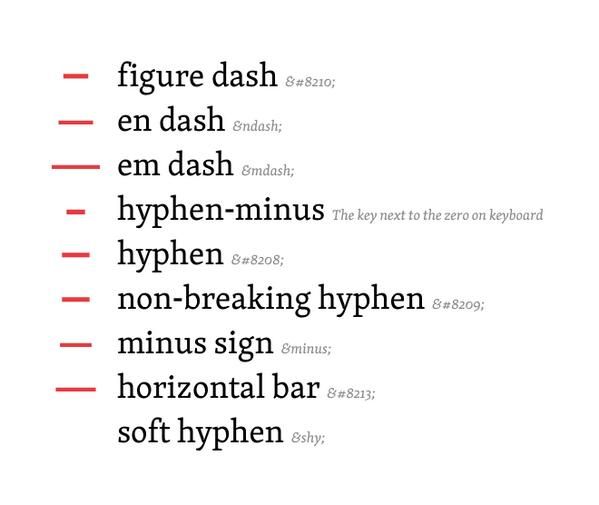 ‒ figure dash &#8210;
– en dash &ndash;
— em dash &mdash;
- hyphen-minus The key next to the zero on keyboard
‐ hyphen &#8208;
‑ non-breaking hyphen &#8209;
− minus sign &minus;
― horizontal bar &#8213;
soft hyphen &shy;